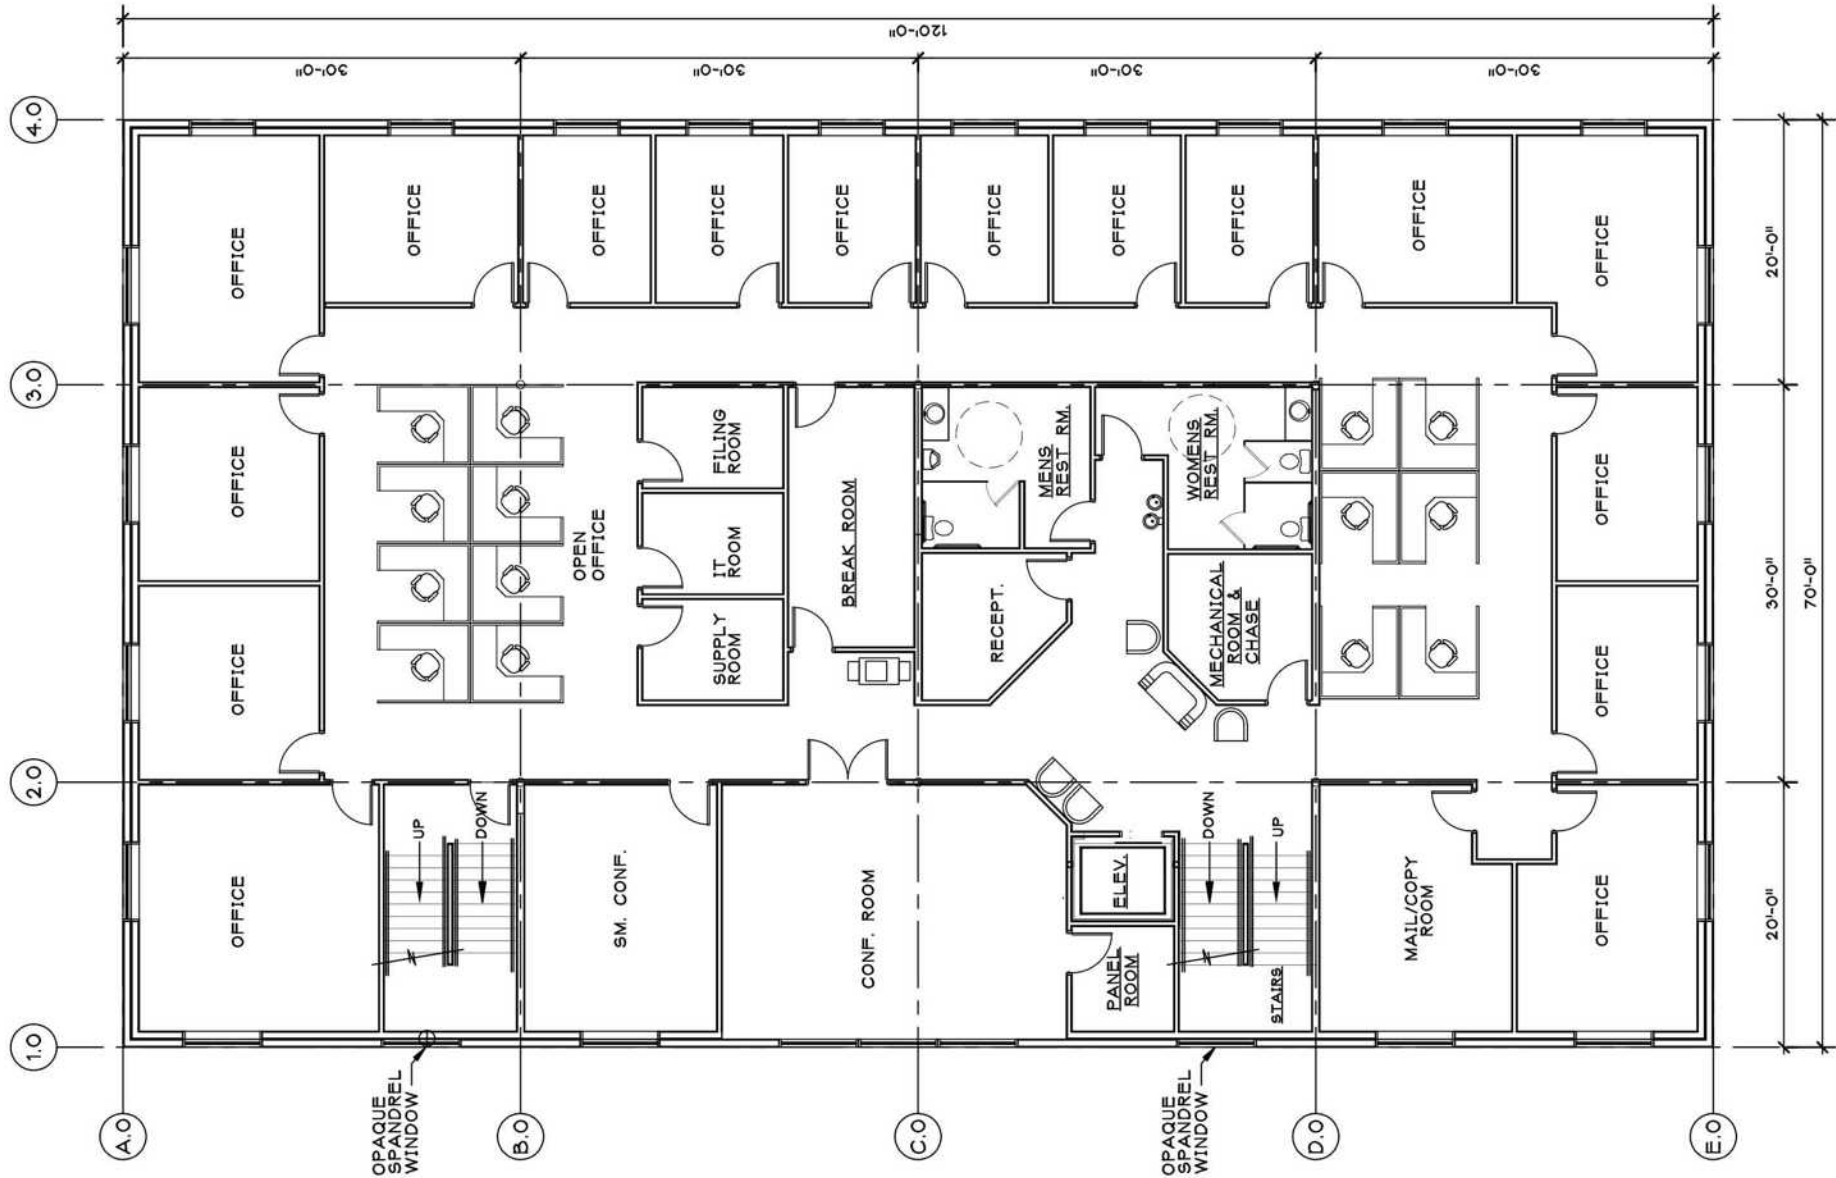 4.0
3.0
2.0
1.0
A.0
B.0
C.0
D.0
E.0
120'-0"
30'-0"
30'-0"
30'-0"
30'-0"
20'-0"
30'-0"
20'-0"
70'-0"
OFFICE
OFFICE
OFFICE
OFFICE
OFFICE
OFFICE
OFFICE
OFFICE
OFFICE
OFFICE
OFFICE
OFFICE
OPEN
OFFICE
FILING
ROOM
IT
ROOM
SUPPLY
ROOM
BREAK ROOM
MENS
REST RM.
WOMENS
REST RM.
RECEPT.
MECHANICAL
ROOM &
CHASE
OFFICE
OFFICE
OFFICE
UP
DOWN
SM. CONF.
CONF. ROOM
ELEV.
PANEL
ROOM
DOWN
UP
STAIRS
MAIL/COPY
ROOM
OFFICE
OPAQUE
SPANDREL
WINDOW
OPAQUE
SPANDREL
WINDOW